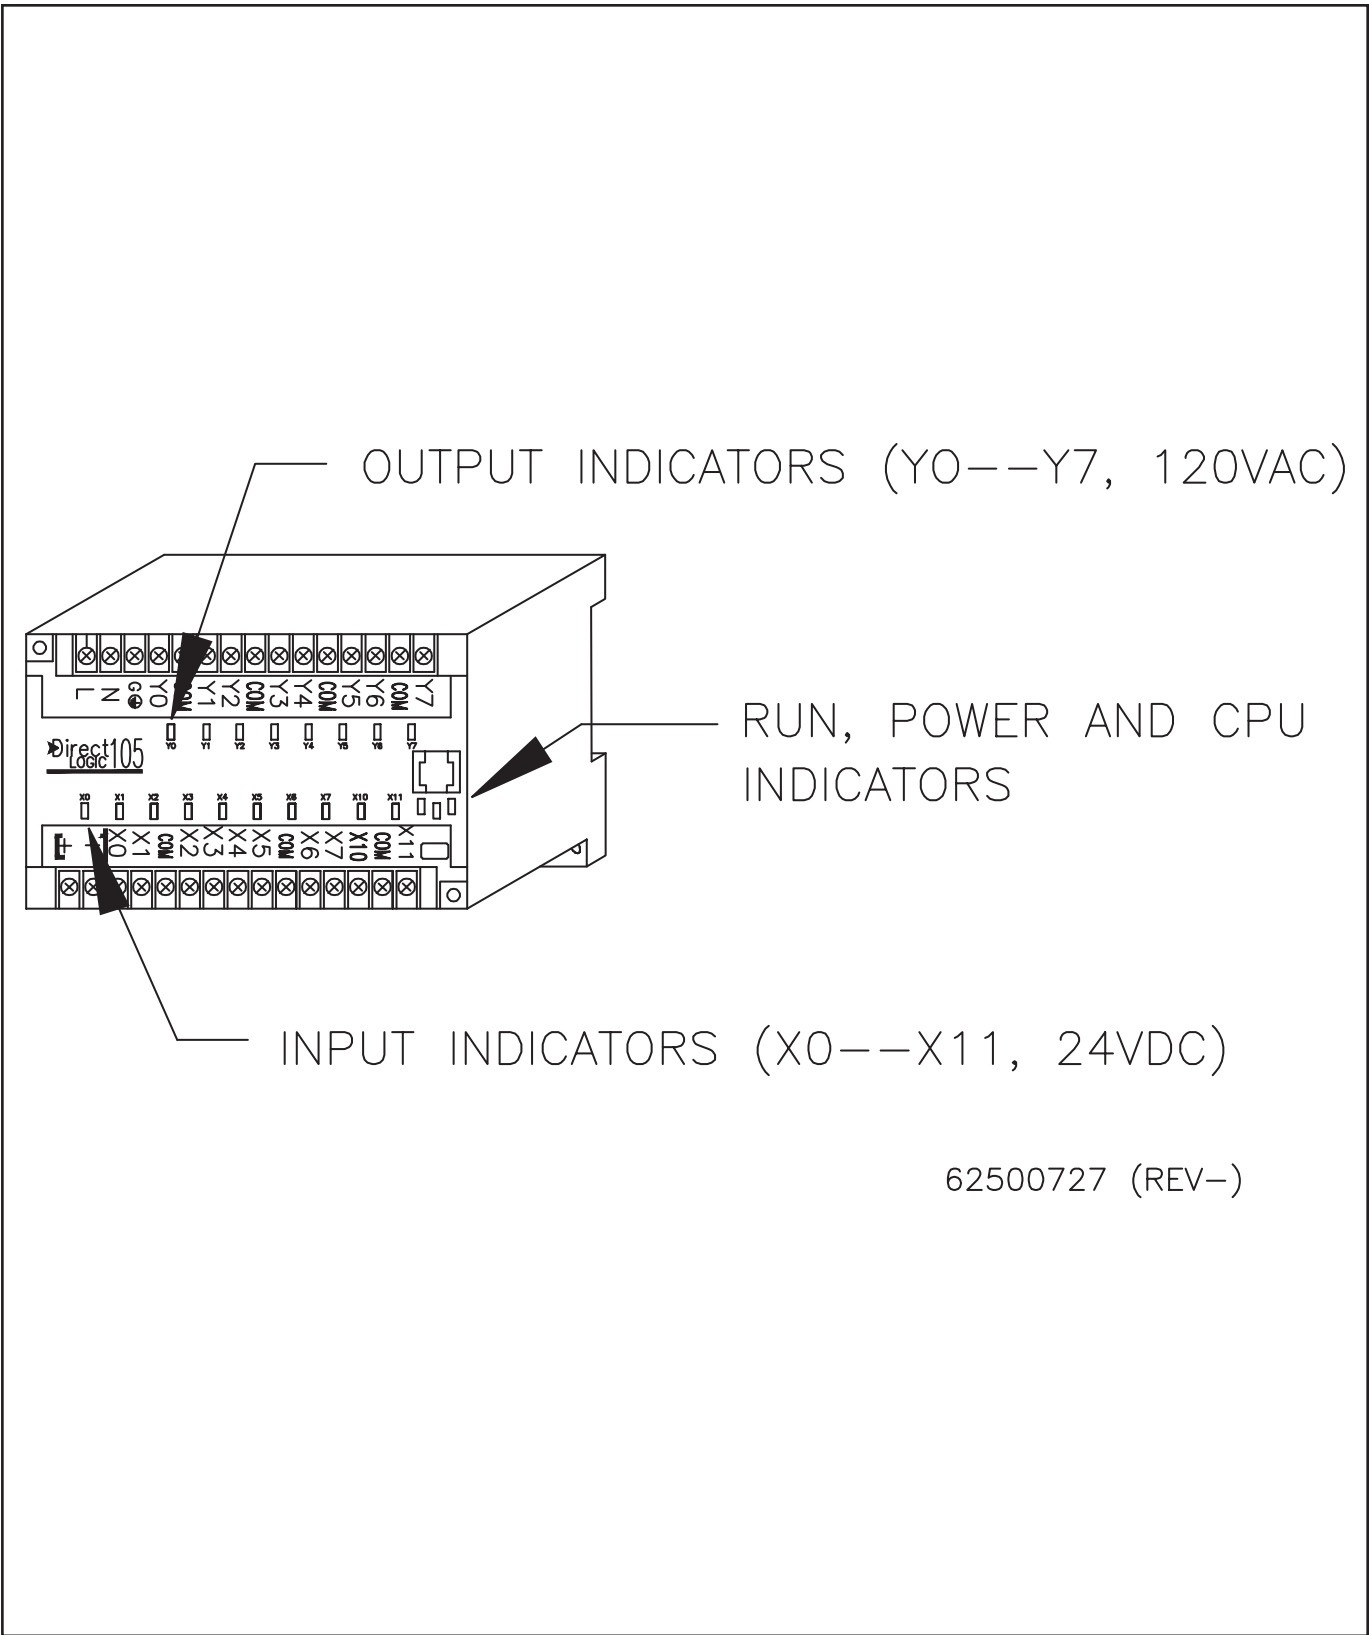 OUTPUT INDICATORS (Y0--Y7, 120VAC)
L N G Y0 COM Y1 Y2 COM Y3 Y4 COM Y5 Y6 COM Y7
Y0 Y1 Y2 Y3 Y4 Y5 Y6 Y7
Direct LOGIC 105
RUN, POWER AND CPU
INDICATORS
X0 X1 X2 X3 X4 X5 X6 X7 X10 X11
+ X0 X1 COM X2 X3 X4 X5 COM X6 X7 X10 COM X11
INPUT INDICATORS (X0--X11, 24VDC)
62500727 (REV-)